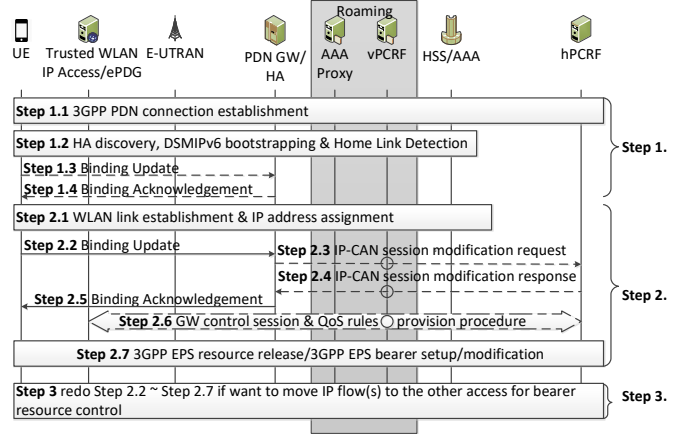 Roaming
UE
Trusted WLAN
IP Access/ePDG
E-UTRAN
PDN GW/
HA
AAA
Proxy
vPCRF
HSS/AAA
hPCRF
Step 1.1 3GPP PDN connection establishment
Step 1.2 HA discovery, DSMIPv6 bootstrapping & Home Link Detection
Step 1.3 Binding Update
Step 1.4 Binding Acknowledgement
Step 1.
Step 2.1 WLAN link establishment & IP address assignment
Step 2.2 Binding Update
Step 2.3 IP-CAN session modification request
Step 2.4 IP-CAN session modification response
Step 2.5 Binding Acknowledgement
Step 2.
Step 2.6 GW control session & QoS rules provision procedure
Step 2.7 3GPP EPS resource release/3GPP EPS bearer setup/modification
Step 3 redo Step 2.2 ~ Step 2.7 if want to move IP flow(s) to the other access for bearer
resource control
Step 3.